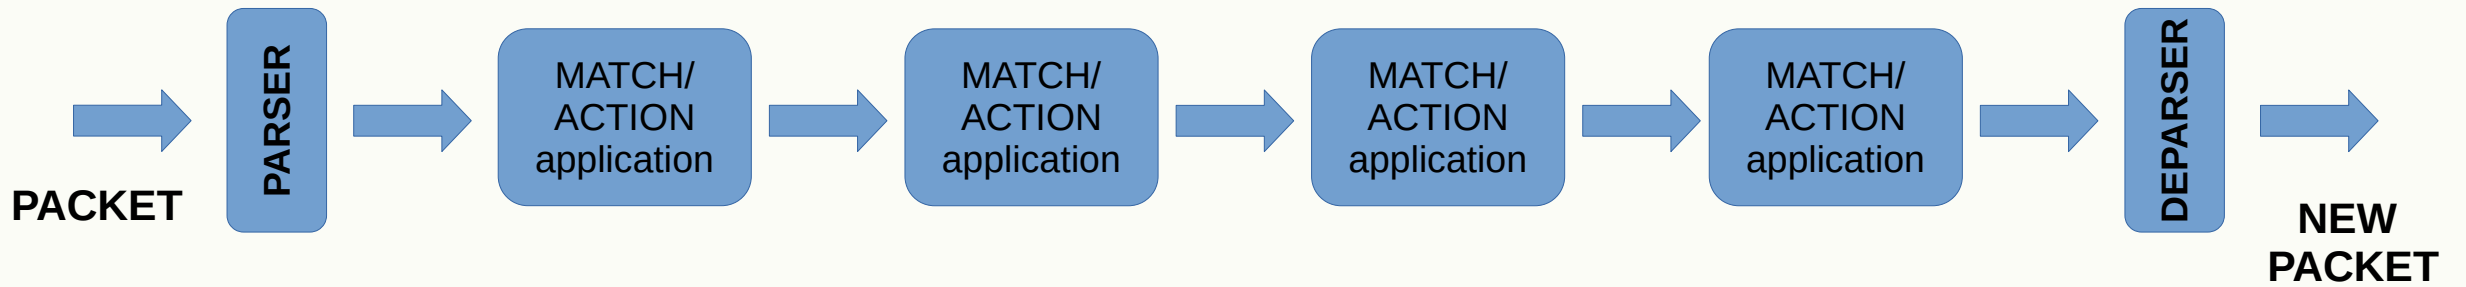 PACKET
PARSER
MATCH/
ACTION
application
MATCH/
ACTION
application
MATCH/
ACTION
application
MATCH/
ACTION
application
DEPARSER
NEW
PACKET